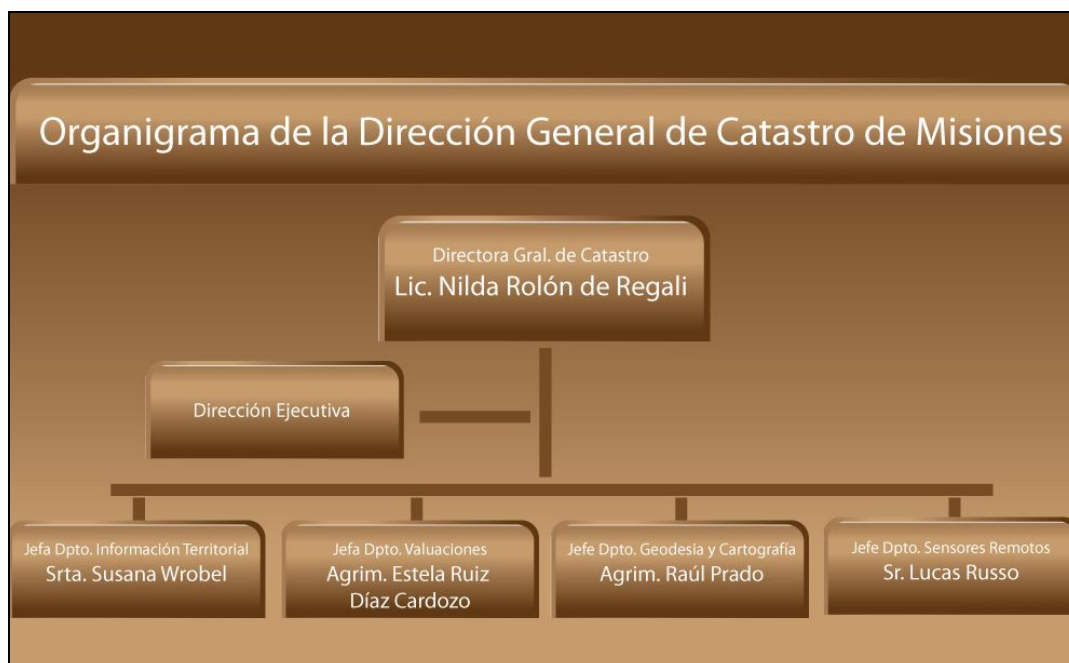 Organigrama de la Dirección General de Catastro de Misiones
Directora Gral. de Catastro
Lic. Nilda Rolón de Regali
Dirección Ejecutiva
Jefa Dpto. Información Territorial
Srta. Susana Wrobel
Jefa Dpto. Valuaciones
Agrim. Estela Ruiz
Díaz Cardozo
Jefe Dpto. Geodesia y Cartografía
Agrim. Raúl Prado
Jefe Dpto. Sensores Remotos
Sr. Lucas Russo